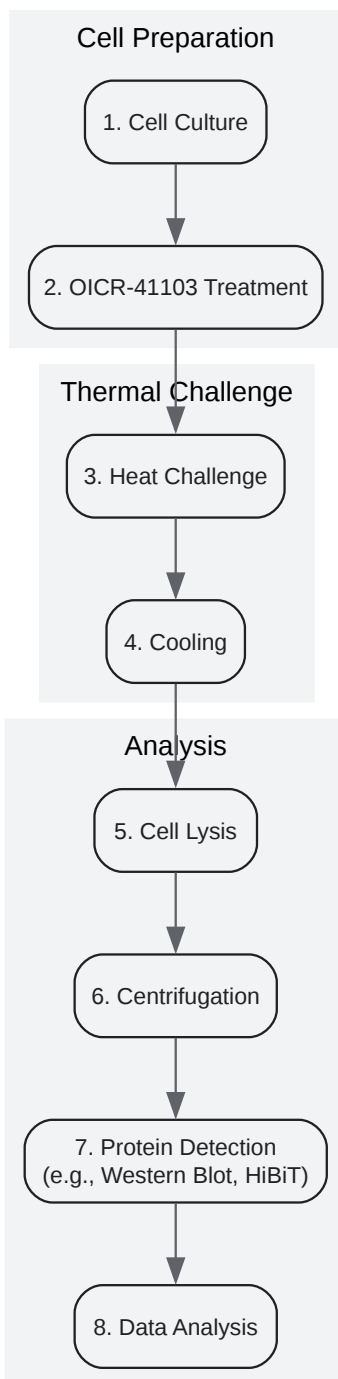 Cell Preparation
1. Cell Culture
2. OICR-41103 Treatment
Thermal Challenge
3. Heat Challenge
4. Cooling
Analysis
5. Cell Lysis
6. Centrifugation
7. Protein Detection
(e.g., Western Blot, HiBiT)
8. Data Analysis